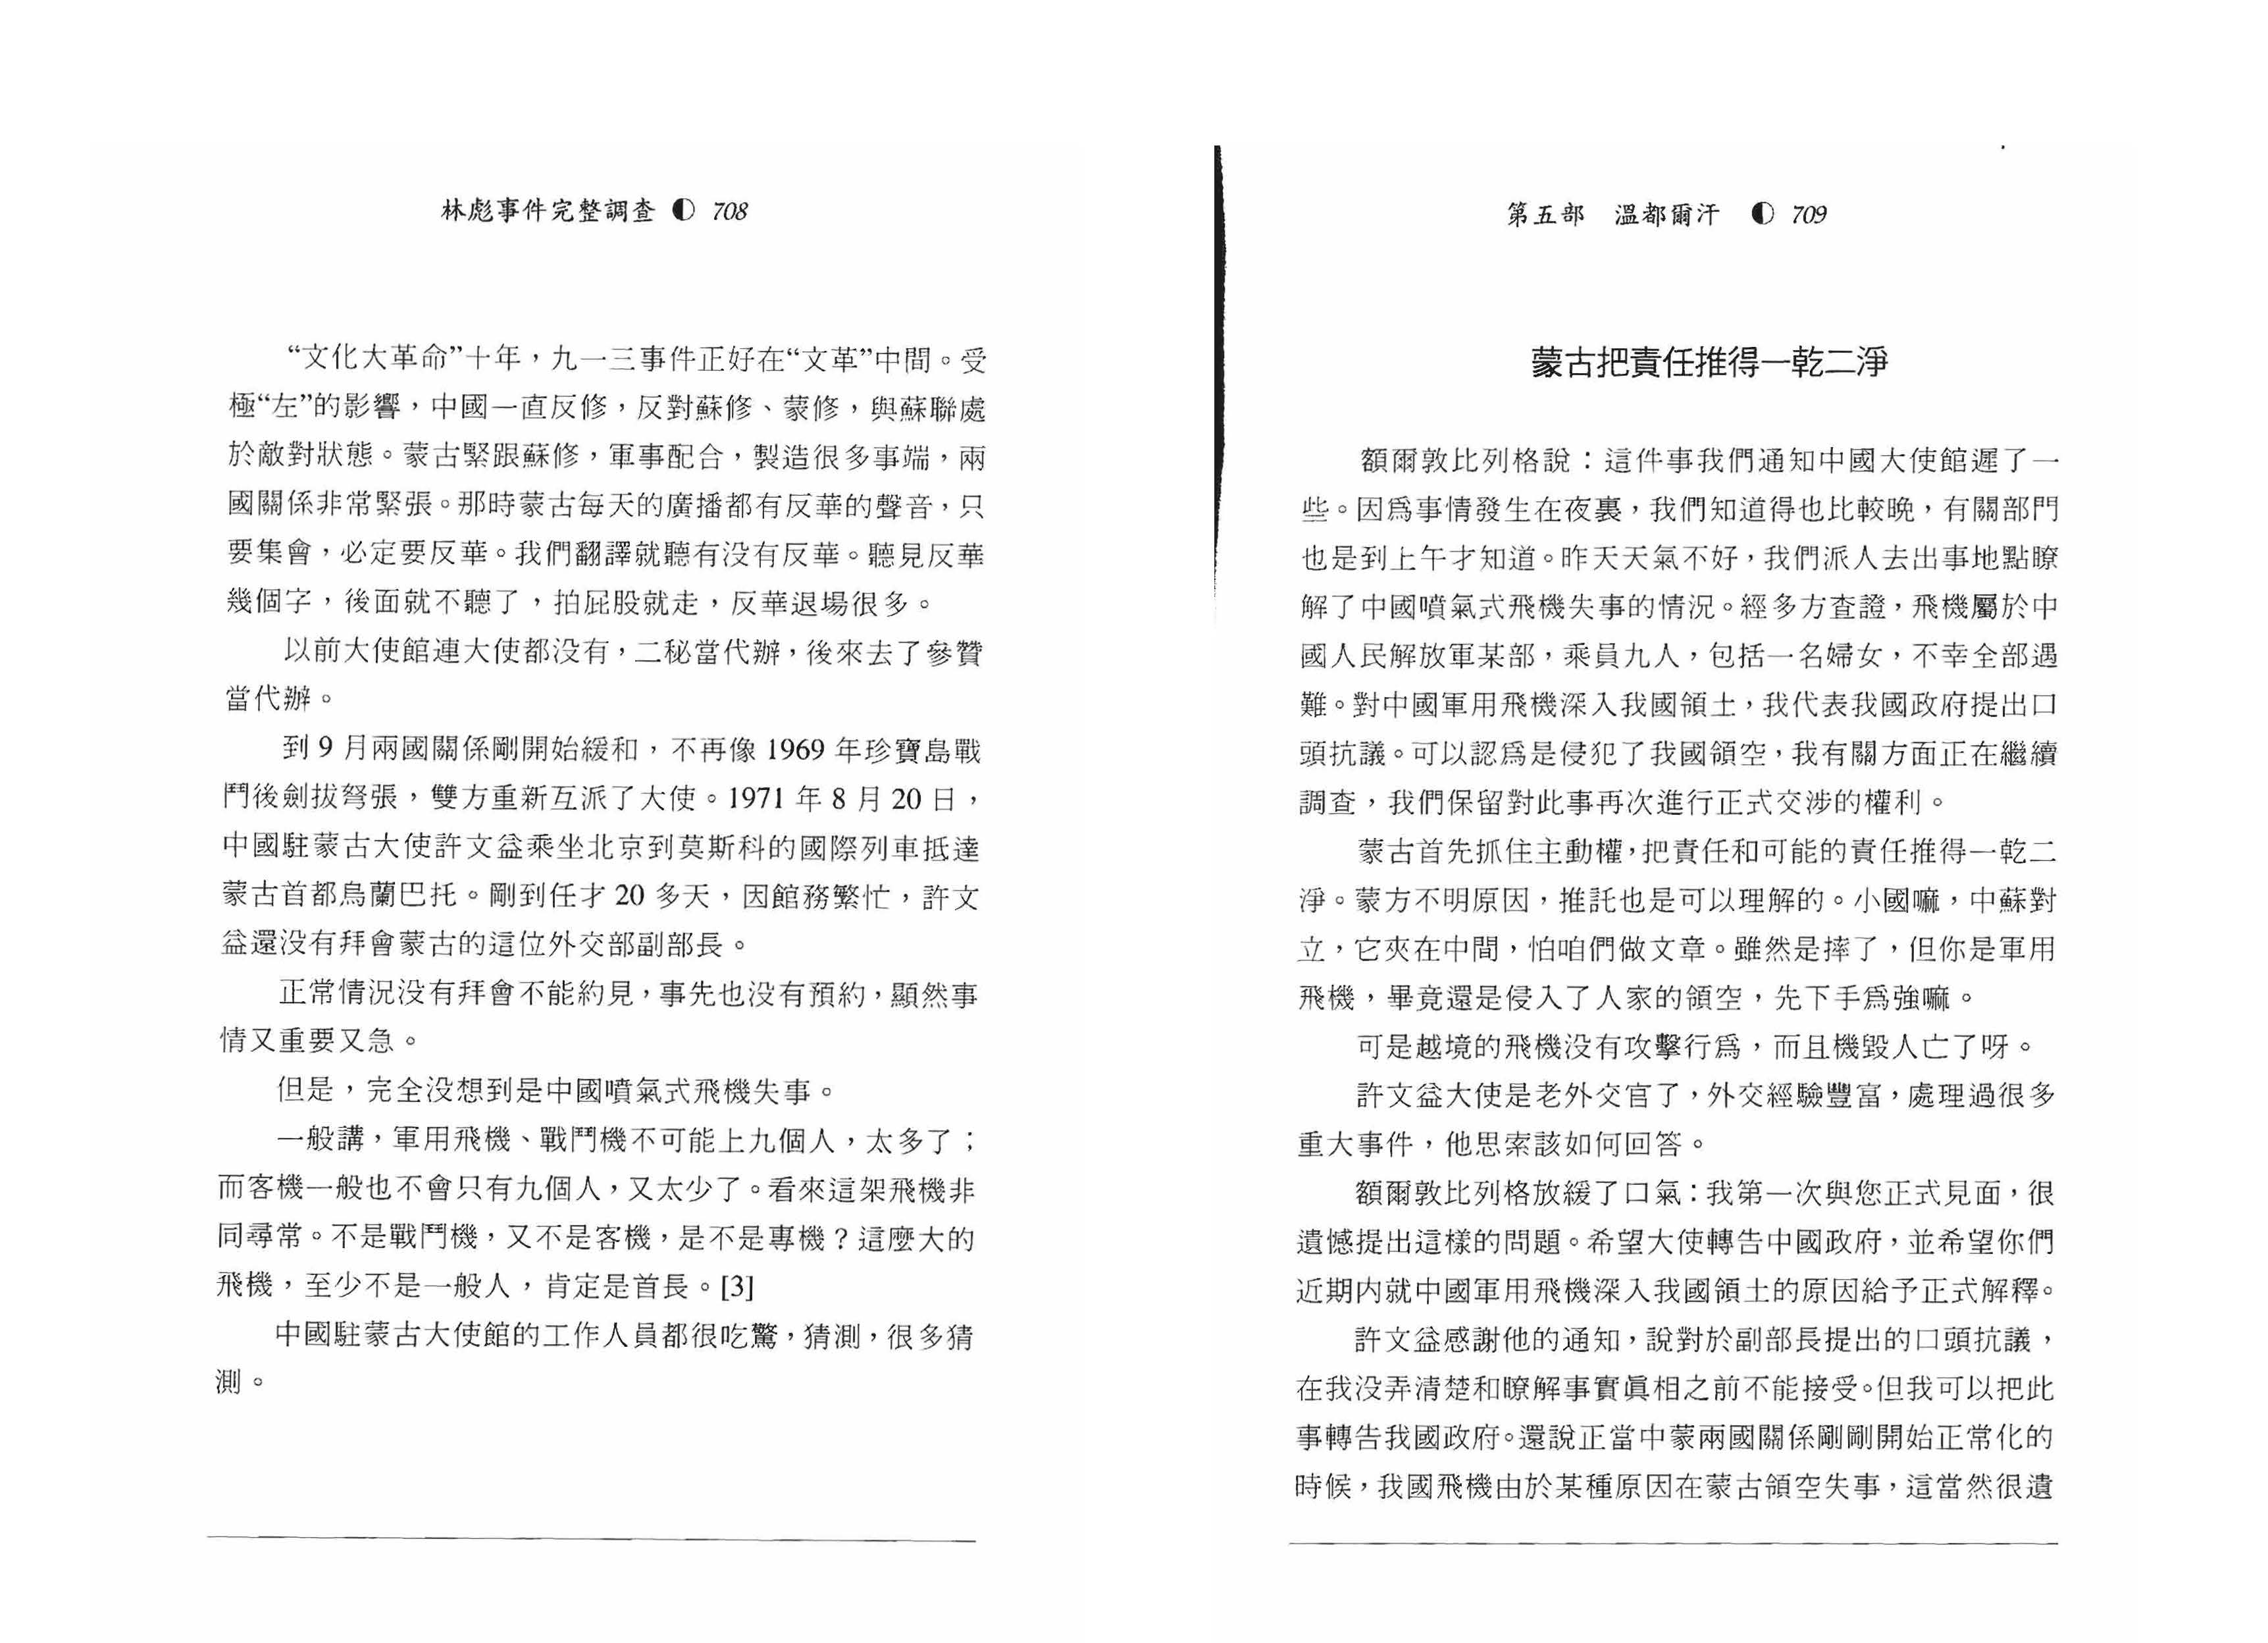 林彪事件完整調查 ◐ 708
“文化大革命”十年，九一三事件正好在“文革”中間。受
極“左”的影響，中國一直反修，反對蘇修、蒙修，與蘇聯處
於敵對狀態。蒙古緊跟蘇修，軍事配合，製造很多事端，兩
國關係非常緊張。那時蒙古每天的廣播都有反華的聲音，只
要集會，必定要反華。我們翻譯就聽有没有反華。聽見反華
幾個字，後面就不聽了，拍屁股就走，反華退場很多。
以前大使館連大使都没有，二秘當代辦，後來去了參贊
當代辦。
到 9 月兩國關係剛開始緩和，不再像 1969 年珍寶島戰
鬥後劍拔弩張，雙方重新互派了大使。1971 年 8 月 20 日，
中國駐蒙古大使許文益乘坐北京到莫斯科的國際列車抵達
蒙古首都烏蘭巴托。剛到任才 20 多天，因館務繁忙，許文
益還没有拜會蒙古的這位外交部副部長。
正常情況没有拜會不能約見，事先也没有預約，顯然事
情又重要又急。
但是，完全没想到是中國噴氣式飛機失事。
一般講，軍用飛機、戰鬥機不可能上九個人，太多了；
而客機一般也不會只有九個人，又太少了。看來這架飛機非
同尋常。不是戰鬥機，又不是客機，是不是專機？這麼大的
飛機，至少不是一般人，肯定是首長。[3]
中國駐蒙古大使館的工作人員都很吃驚，猜測，很多猜
測。
第五部 溫都爾汗 ◐ 709
蒙古把責任推得一乾二淨
額爾敦比列格說：這件事我們通知中國大使館遲了一
些。因爲事情發生在夜裏，我們知道得也比較晚，有關部門
也是到上午才知道。昨天天氣不好，我們派人去出事地點瞭
解了中國噴氣式飛機失事的情況。經多方查證，飛機屬於中
國人民解放軍某部，乘員九人，包括一名婦女，不幸全部遇
難。對中國軍用飛機深入我國領土，我代表我國政府提出口
頭抗議。可以認爲是侵犯了我國領空，我有關方面正在繼續
調查，我們保留對此事再次進行正式交涉的權利。
蒙古首先抓住主動權，把責任和可能的責任推得一乾二
淨。蒙方不明原因，推託也是可以理解的。小國嘛，中蘇對
立，它夾在中間，怕咱們做文章。雖然是摔了，但你是軍用
飛機，畢竟還是侵入了人家的領空，先下手爲強嘛。
可是越境的飛機没有攻擊行爲，而且機毀人亡了呀。
許文益大使是老外交官了，外交經驗豐富，處理過很多
重大事件，他思索該如何回答。
額爾敦比列格放緩了口氣：我第一次與您正式見面，很
遺憾提出這樣的問題。希望大使轉告中國政府，並希望你們
近期内就中國軍用飛機深入我國領土的原因給予正式解釋。
許文益感謝他的通知，說對於副部長提出的口頭抗議，
在我没弄清楚和瞭解事實眞相之前不能接受。但我可以把此
事轉告我國政府。還說正當中蒙兩國關係剛剛開始正常化的
時候，我國飛機由於某種原因在蒙古領空失事，這當然很遺